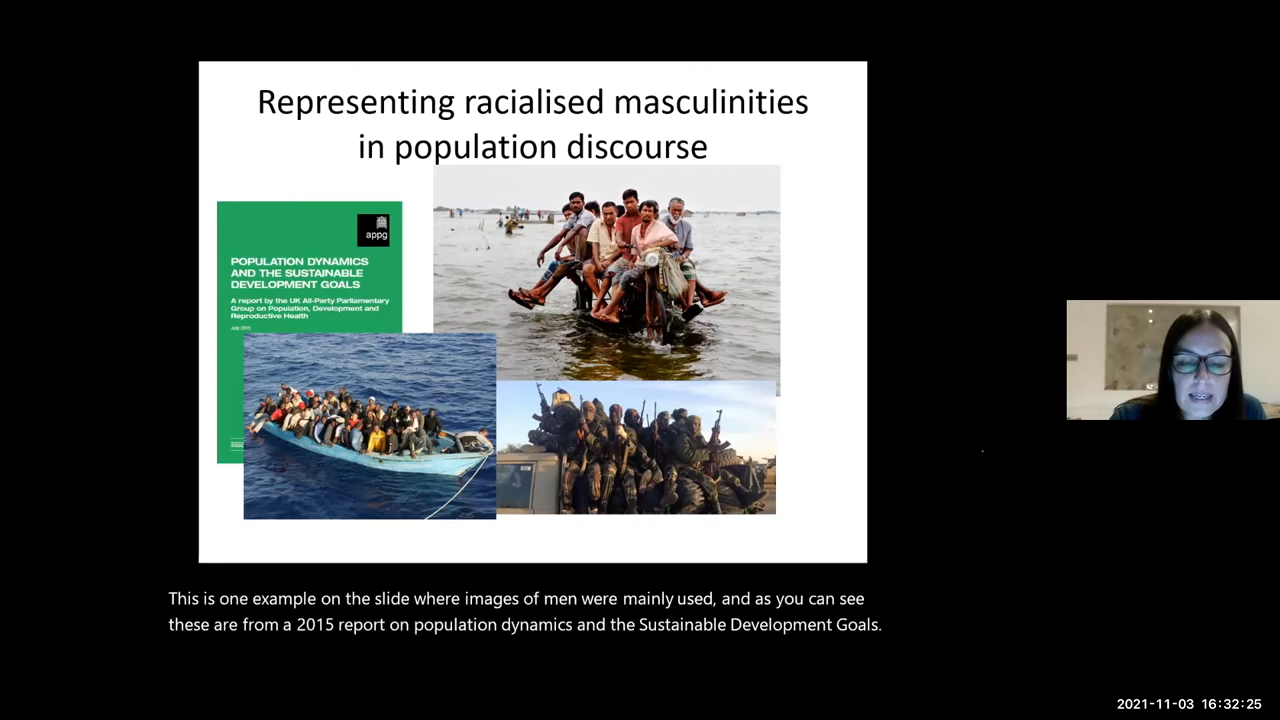 Representing racialised masculinities
in population discourse
appg
POPULATION DYNAMICS
AND THE SUSTAINABLE
DEVELOPMENT GOALS
A report by the UK All-Party Parliamentary
Group on Population, Development and
Reproductive Health
July 2015
This is one example on the slide where images of men were mainly used, and as you can see
these are from a 2015 report on population dynamics and the Sustainable Development Goals.
2021-11-03 16:32:25